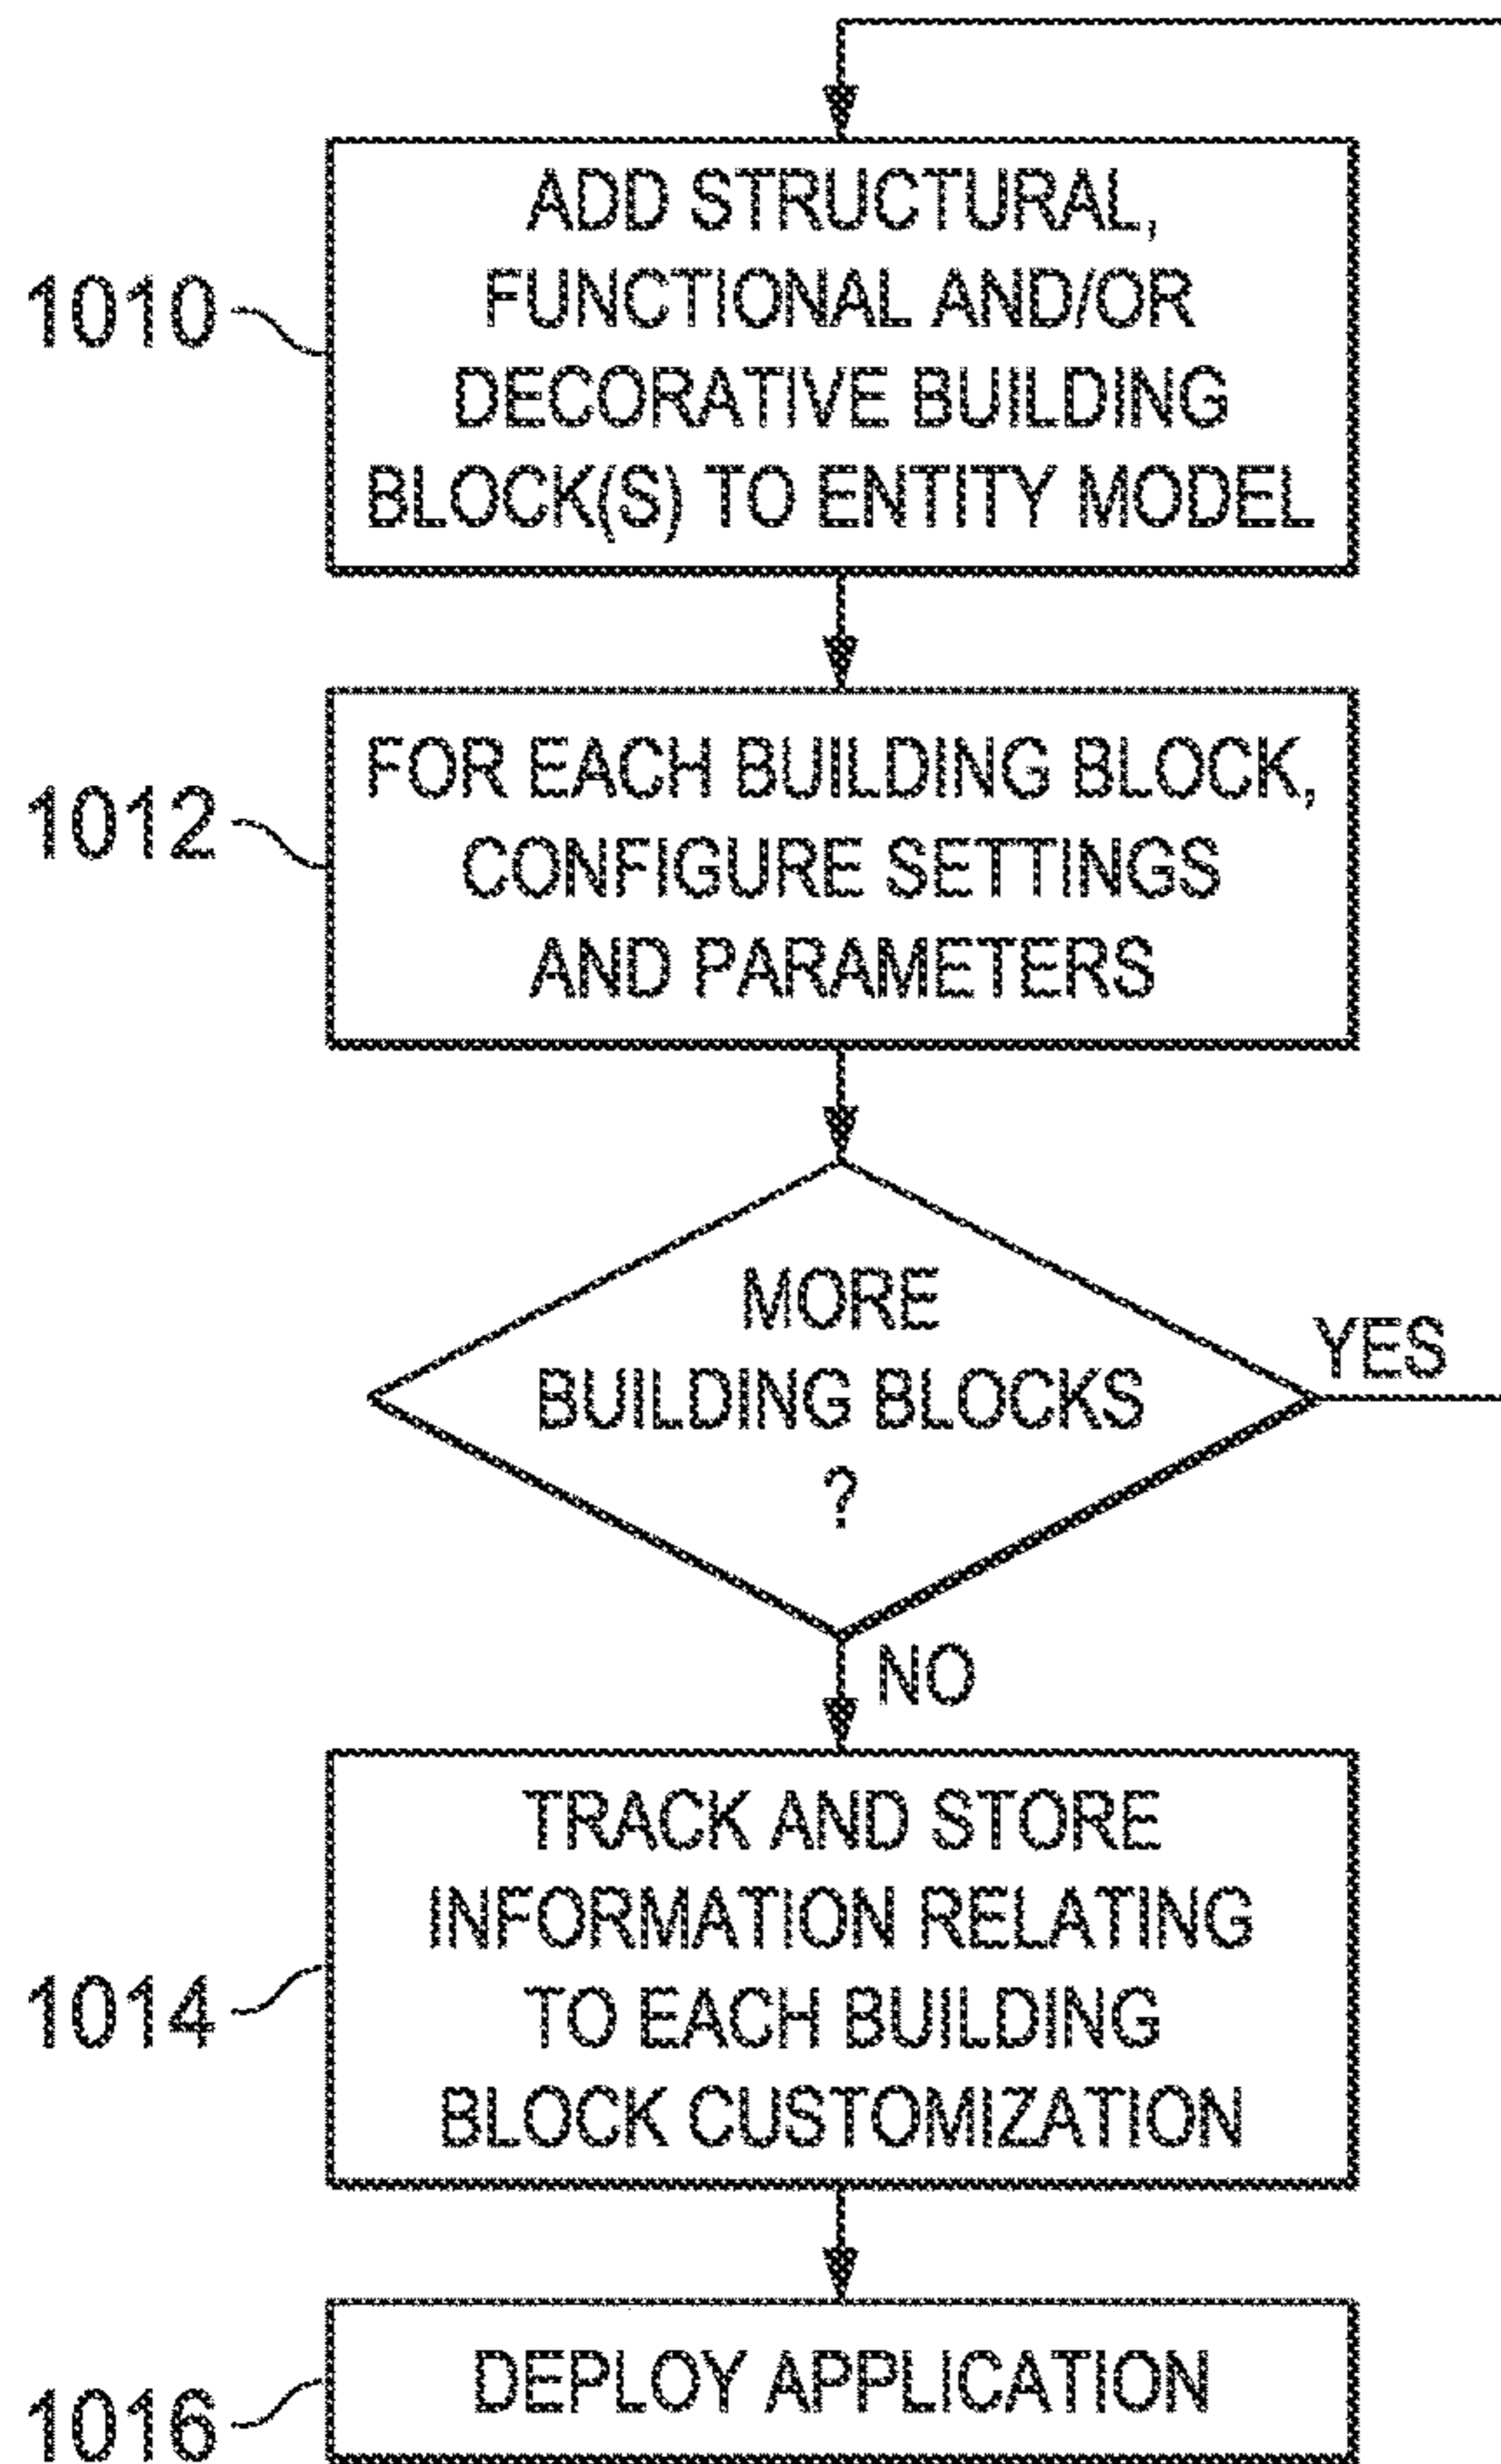 ADD STRUCTURAL,
FUNCTIONAL AND/OR
DECORATIVE BUILDING
BLOCK(S) TO ENTITY MODEL
1010
FOR EACH BUILDING BLOCK,
CONFIGURE SETTINGS
AND PARAMETERS
1012
MORE
BUILDING BLOCKS
?
YES
NO
TRACK AND STORE
INFORMATION RELATING
TO EACH BUILDING
BLOCK CUSTOMIZATION
1014
DEPLOY APPLICATION
1016